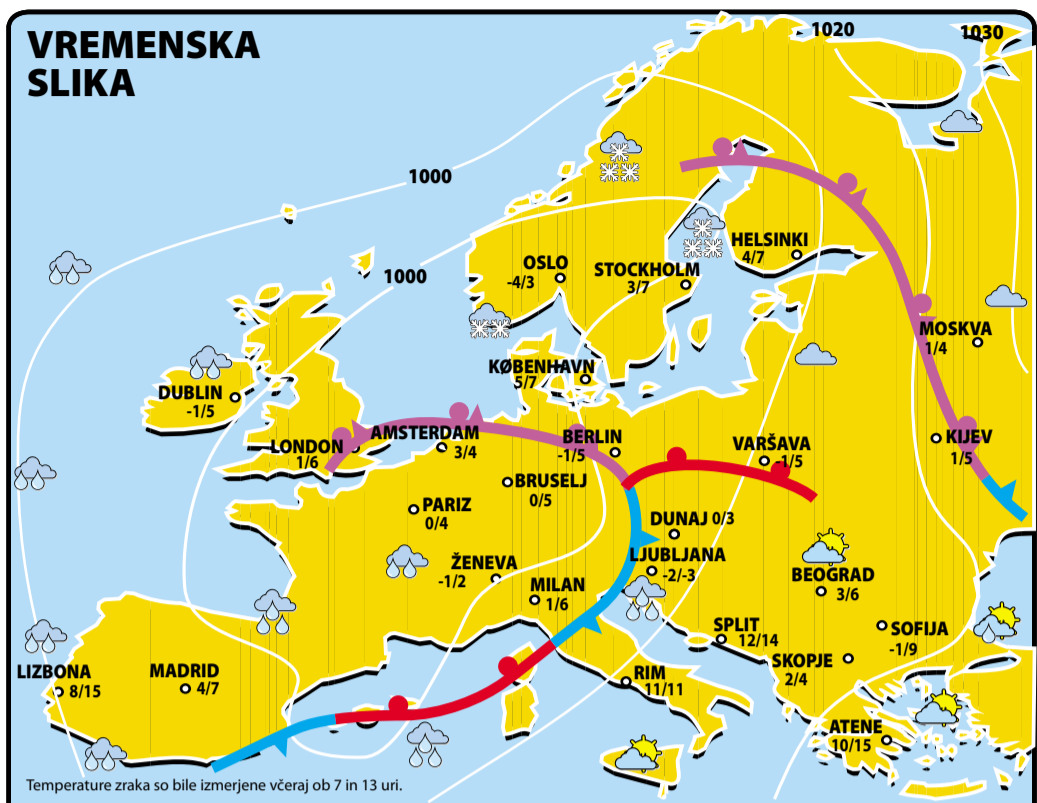 VREMENSKA
SLIKA
1020
1030
1000
1000
HELSINKI
4/7
OSLO
-4/3
STOCKHOLM
3/7
MOSKVA
1/4
KØBENHAVN
5/7
DUBLIN
-1/5
LONDON
1/6
AMSTERDAM
3/4
BERLIN
-1/5
VARŠAVA
-1/5
KIJEV
1/5
BRUSELJ
0/5
PARIZ
0/4
DUNAJ 0/3
ŽENEVA
-1/2
LJUBLJANA
-2/-3
MILAN
1/6
BEOGRAD
3/6
SPLIT
12/14
SOFIJA
-1/9
SKOPJE
2/4
LIZBONA
8/15
MADRID
4/7
RIM
11/11
ATENE
10/15
Temperature zraka so bile izmerjene včeraj ob 7 in 13 uri.